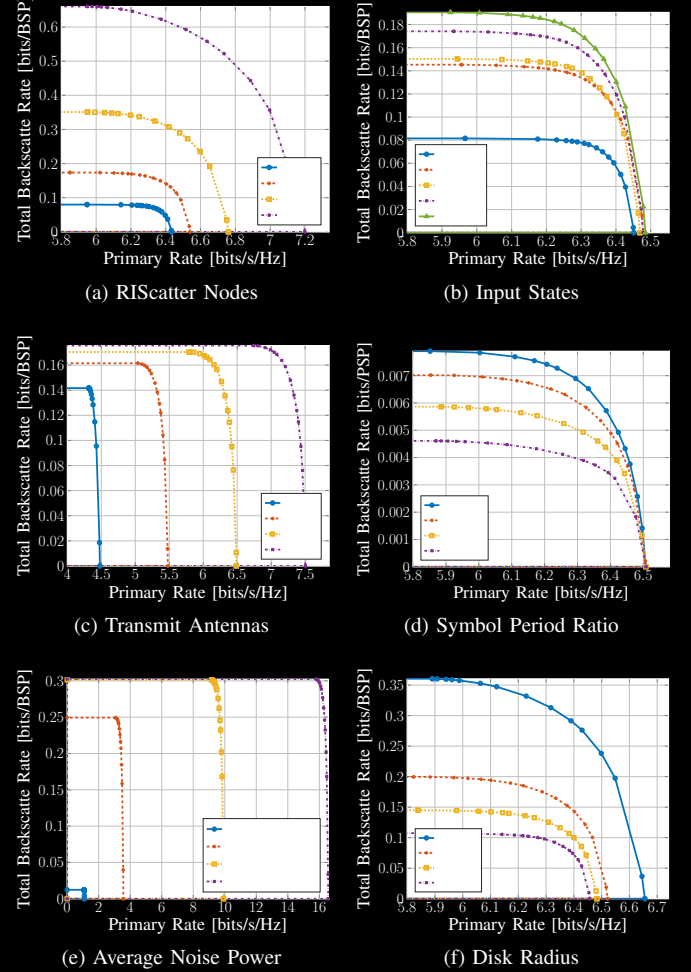 Total Backscatte Rate [bits/BSP]
0.6
0.5
0.4
0.3
0.2
0.1
0
5.8 6 6.2 6.4 6.6 6.8 7 7.2
Primary Rate [bits/s/Hz]
(a) RIScatter Nodes
Total Backscatte Rate [bits/BSP]
0.18
0.16
0.14
0.12
0.1
0.08
0.06
0.04
0.02
0
5.8 5.9 6 6.1 6.2 6.3 6.4 6.5
Primary Rate [bits/s/Hz]
(b) Input States
Total Backscatte Rate [bits/BSP]
0.16
0.14
0.12
0.1
0.08
0.06
0.04
0.02
0
4 4.5 5 5.5 6 6.5 7 7.5
Primary Rate [bits/s/Hz]
(c) Transmit Antennas
Total Backscatte Rate [bits/PSP]
0.007
0.006
0.005
0.004
0.003
0.002
0.001
0
5.8 5.9 6 6.1 6.2 6.3 6.4 6.5
Primary Rate [bits/s/Hz]
(d) Symbol Period Ratio
Total Backscatte Rate [bits/BSP]
0.3
0.25
0.2
0.15
0.1
0.05
0
0 2 4 6 8 10 12 14 16
Primary Rate [bits/s/Hz]
(e) Average Noise Power
Total Backscatte Rate [bits/BSP]
0.35
0.3
0.25
0.2
0.15
0.1
0.05
0
5.8 5.9 6 6.1 6.2 6.3 6.4 6.5 6.6 6.7
Primary Rate [bits/s/Hz]
(f) Disk Radius